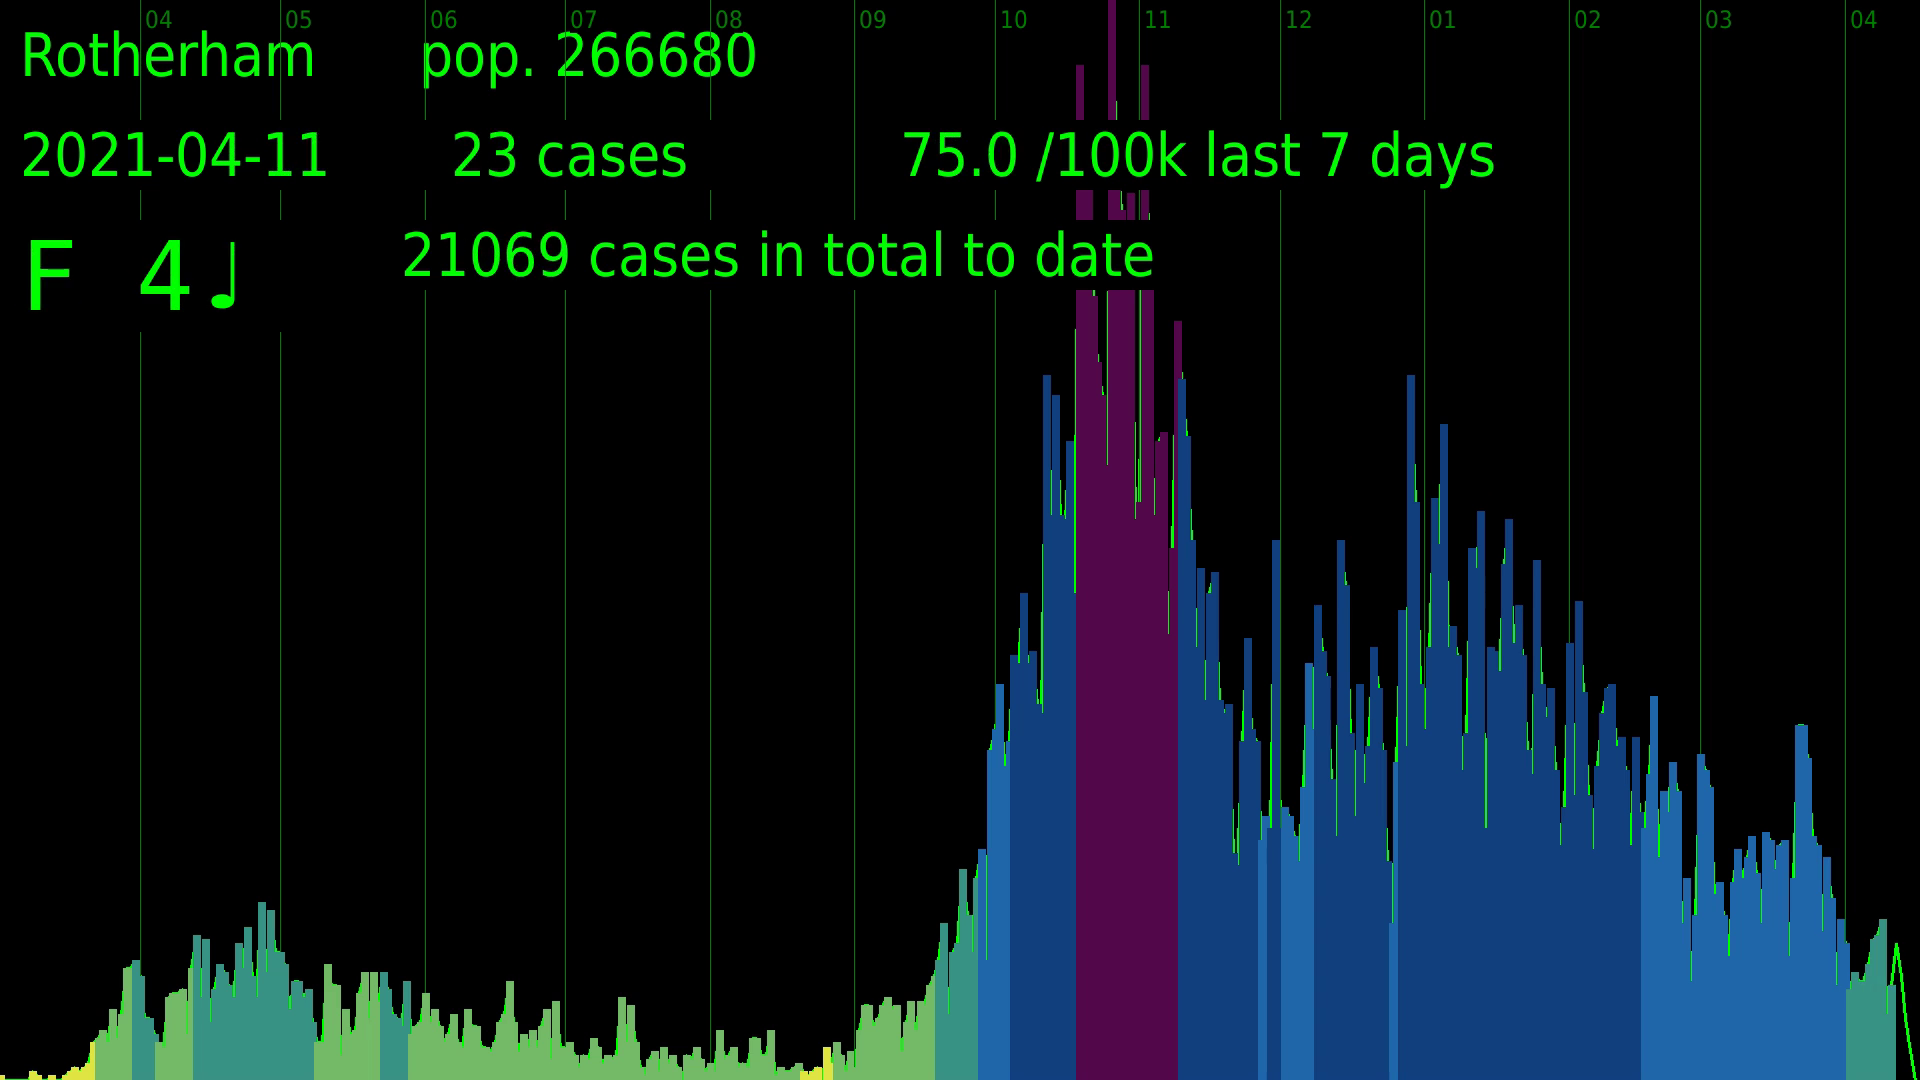 04 05 06 07 08 09 10 11 12 01 02 03 04
Rotherham pop. 266680
2021-04-11 23 cases 75.0 /100k last 7 days
F 4♩ 21069 cases in total to date